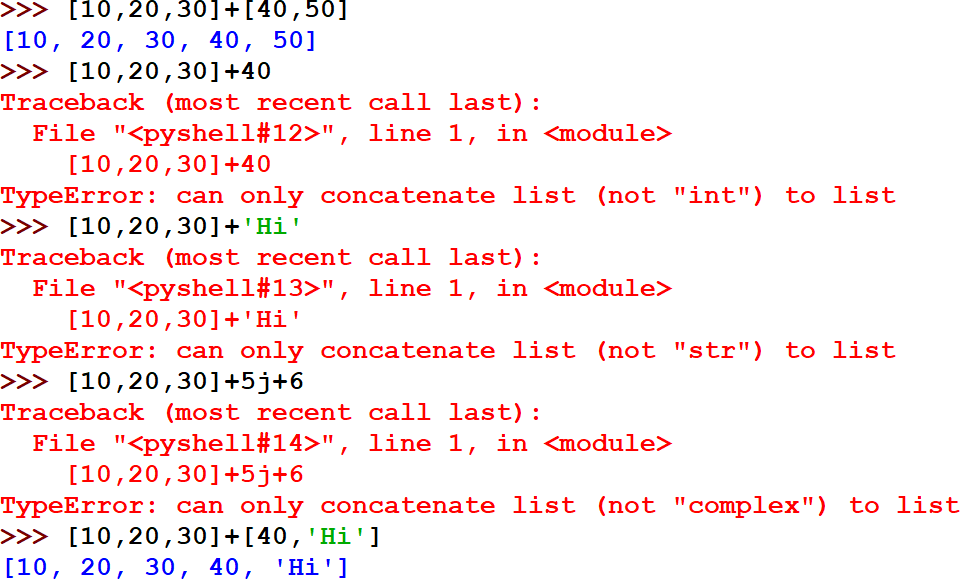 >>> [10,20,30]+[40,50]
[10, 20, 30, 40, 50]
>>> [10,20,30]+40
Traceback (most recent call last):
  File "<pyshell#12>", line 1, in <module>
    [10,20,30]+40
TypeError: can only concatenate list (not "int") to list
>>> [10,20,30]+'Hi'
Traceback (most recent call last):
  File "<pyshell#13>", line 1, in <module>
    [10,20,30]+'Hi'
TypeError: can only concatenate list (not "str") to list
>>> [10,20,30]+5j+6
Traceback (most recent call last):
  File "<pyshell#14>", line 1, in <module>
    [10,20,30]+5j+6
TypeError: can only concatenate list (not "complex") to list
>>> [10,20,30]+[40,'Hi']
[10, 20, 30, 40, 'Hi']